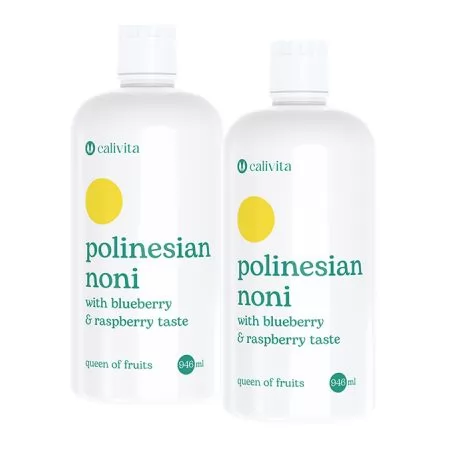 calivita
polinesian
noni
with blueberry
& raspberry taste
queen of fruits
946 ml
calivita
polinesian
noni
with blueberry
& raspberry taste
queen of fruits
946 ml